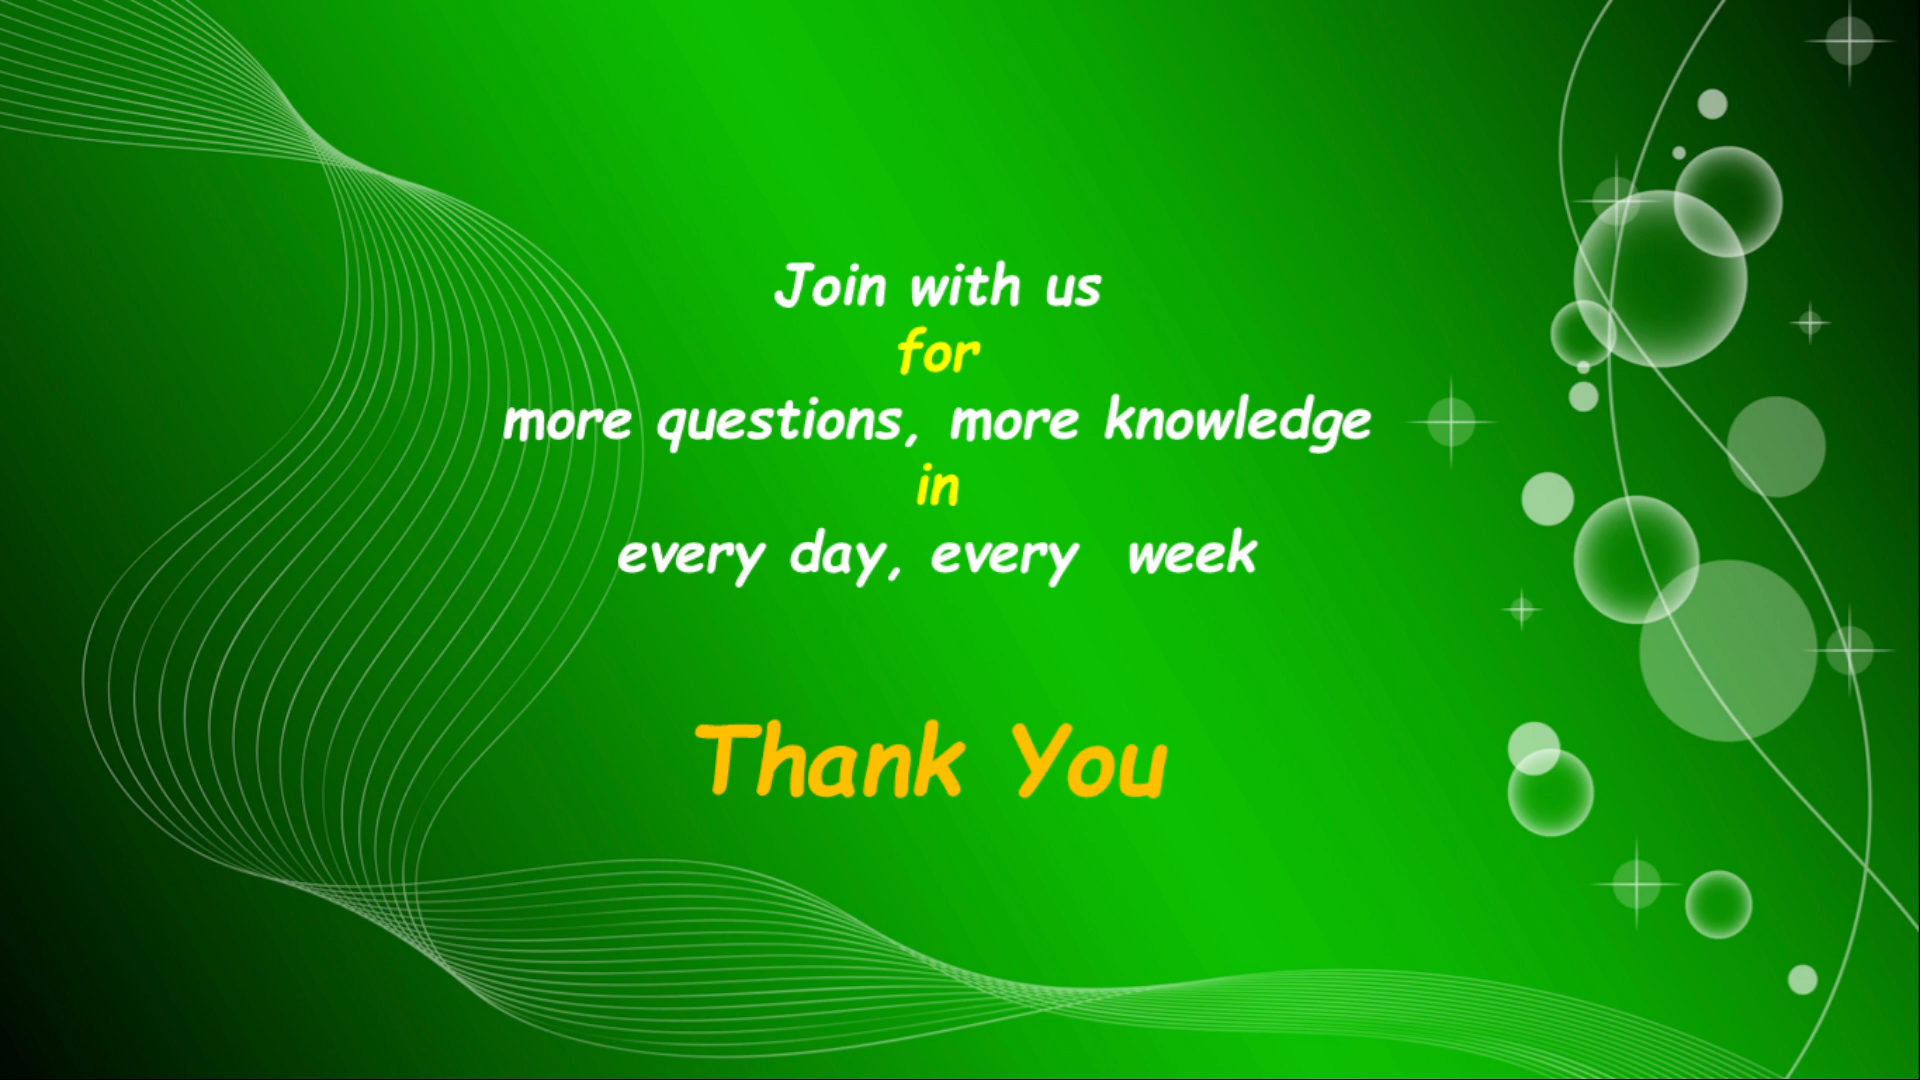 Join with us
for
more questions, more knowledge
in
every day, every  week
Thank You